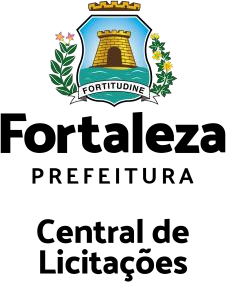 FORTITUDINE
Fortaleza
PREFEITURA
Central de
Licitações